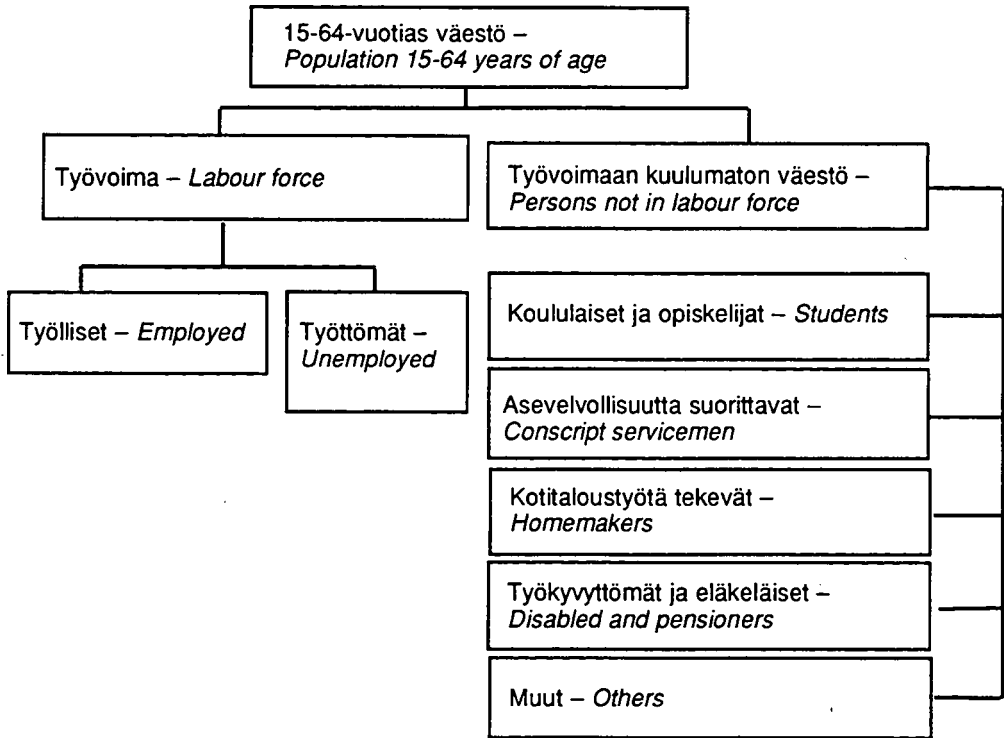 15-64-vuotias väestö –
Population 15-64 years of age
Työvoima – Labour force
Työvoimaan kuulumaton väestö –
Persons not in labour force
Työlliset – Employed
Työttömät –
Unemployed
Koululaiset ja opiskelijat – Students
Asevelvollisuutta suorittavat –
Conscript servicemen
Kotitaloustyötä tekevät –
Homemakers
Työkyvyttömät ja eläkeläiset –
Disabled and pensioners
Muut – Others